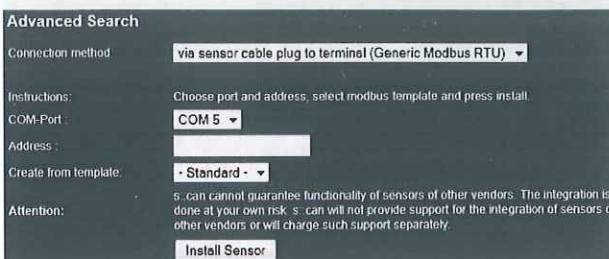 Advanced Search
Connection method via sensor cable plug to terminal (Generic Modbus RTU)
Instructions: Choose port and address, select modbus template and press install.
COM-Port : COM 5
Address :
Create from template: - Standard -
s::can cannot guarantee functionality of sensors of other vendors. The integration is
Attention: done at your own risk. s::can will not provide support for the integration of sensors
other vendors or will charge such support separately.
Install Sensor